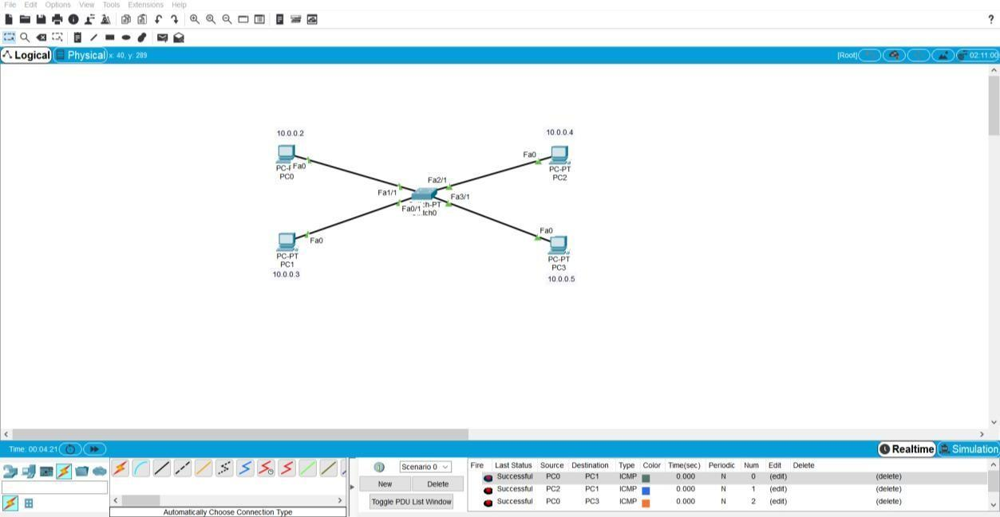 File Edit Options View Tools Extensions Help
?
Logical Physical x: 40, y: 289 [Root] 02:11:00
10.0.0.2
10.0.0.4
Fa0
PC-F Fa0
PC0
PC-PT
PC2
Fa2/1
Fa1/1
Fa3/1
Fa0/1 :h-PT
tch0
Fa0
Fa0
PC-PT
PC1
10.0.0.3
PC-PT
PC3
10.0.0.5
Time: 00:04:21 Realtime Simulation
Scenario 0
New Delete
Toggle PDU List Window
Automatically Choose Connection Type
Fire Last Status Source Destination Type Color Time(sec) Periodic Num Edit Delete
Successful PC0 PC1 ICMP 0.000 N 0 (edit) (delete)
Successful PC2 PC1 ICMP 0.000 N 1 (edit) (delete)
Successful PC0 PC3 ICMP 0.000 N 2 (edit) (delete)